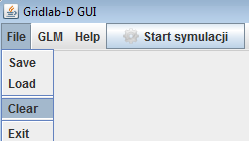 Gridlab-D GUI
File GLM Help Start symulacji
Save
Load
Clear
Exit